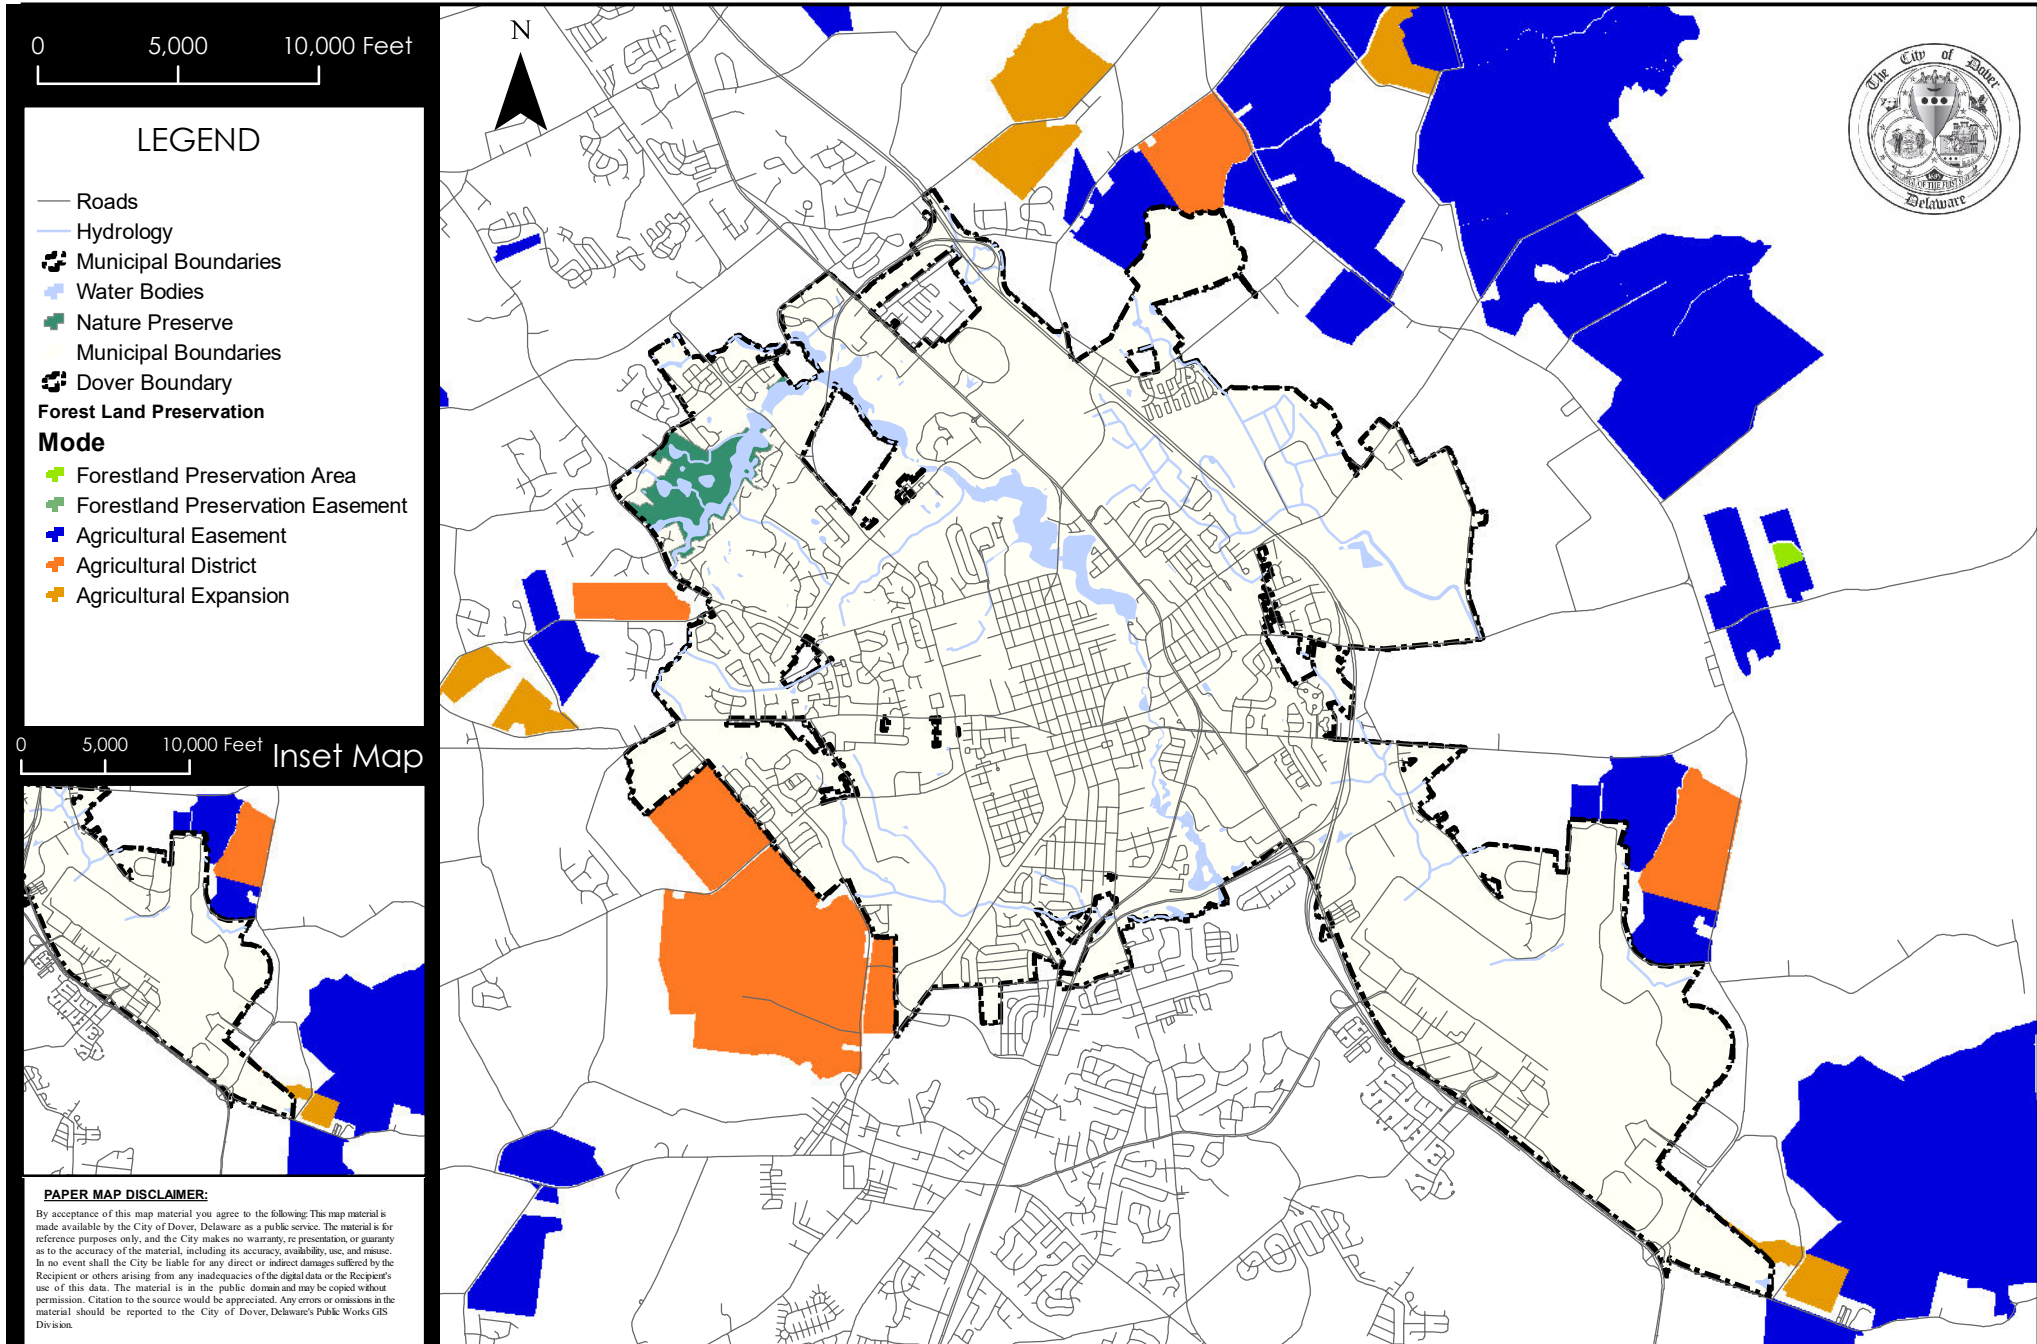 0 5,000 10,000 Feet
LEGEND
Roads
Hydrology
Municipal Boundaries
Water Bodies
Nature Preserve
Municipal Boundaries
Dover Boundary
Forest Land Preservation
Mode
Forestland Preservation Area
Forestland Preservation Easement
Agricultural Easement
Agricultural District
Agricultural Expansion
0 5,000 10,000 Feet Inset Map
PAPER MAP DISCLAIMER:
By acceptance of this map material you agree to the following: This map material is
made available by the City of Dover, Delaware as a public service. The material is for
reference purposes only, and the City makes no warranty, re presentation, or guaranty
as to the accuracy of the material, including its accuracy, availability, use, and misuse.
In no event shall the City be liable for any direct or indirect damages suffered by the
Recipient or others arising from any inadequacies of the digital data or the Recipient's
use of this data. The material is in the public domain and may be copied without
permission. Citation to the source would be appreciated. Any errors or omissions in the
material should be reported to the City of Dover, Delaware's Public Works GIS
Division.
N
The City of Dover
Delaware